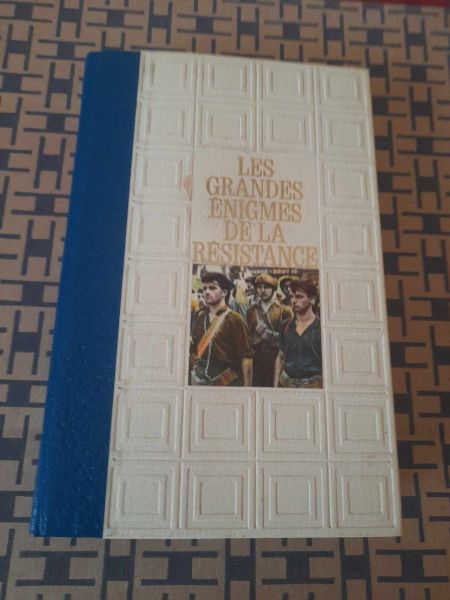 LES
GRANDES
ÉNIGMES
DE LA
RÉSISTANCE